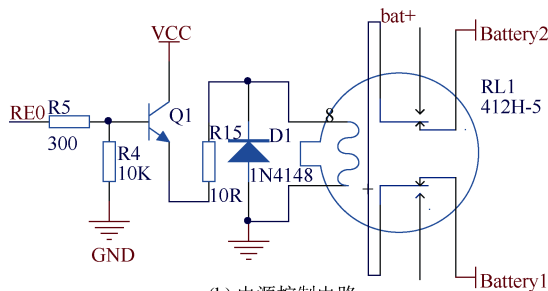 bat+
VCC
Battery2
RL1
412H-5
RE0
R5
Q1
8
300
R4
10K
R15
D1
1N4148
10R
GND
Battery1